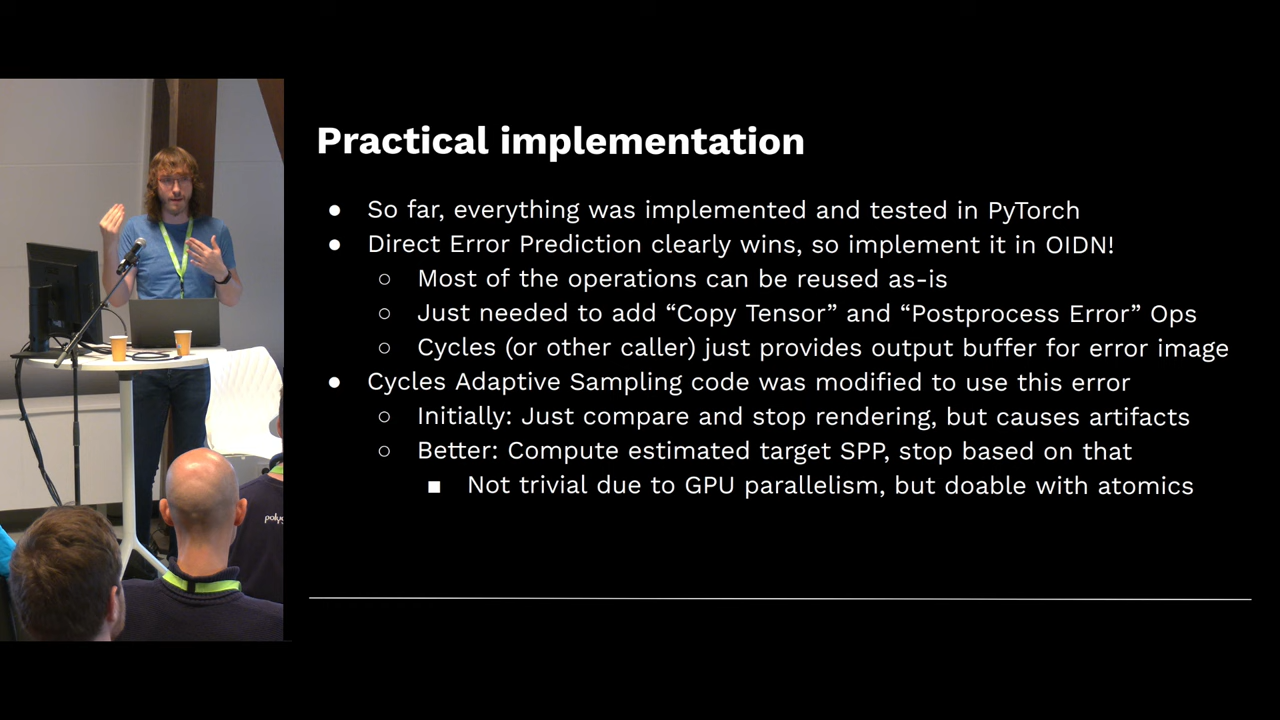 Practical implementation
● So far, everything was implemented and tested in PyTorch
● Direct Error Prediction clearly wins, so implement it in OIDN!
○ Most of the operations can be reused as-is
○ Just needed to add “Copy Tensor” and “Postprocess Error” Ops
○ Cycles (or other caller) just provides output buffer for error image
● Cycles Adaptive Sampling code was modified to use this error
○ Initially: Just compare and stop rendering, but causes artifacts
○ Better: Compute estimated target SPP, stop based on that
■ Not trivial due to GPU parallelism, but doable with atomics